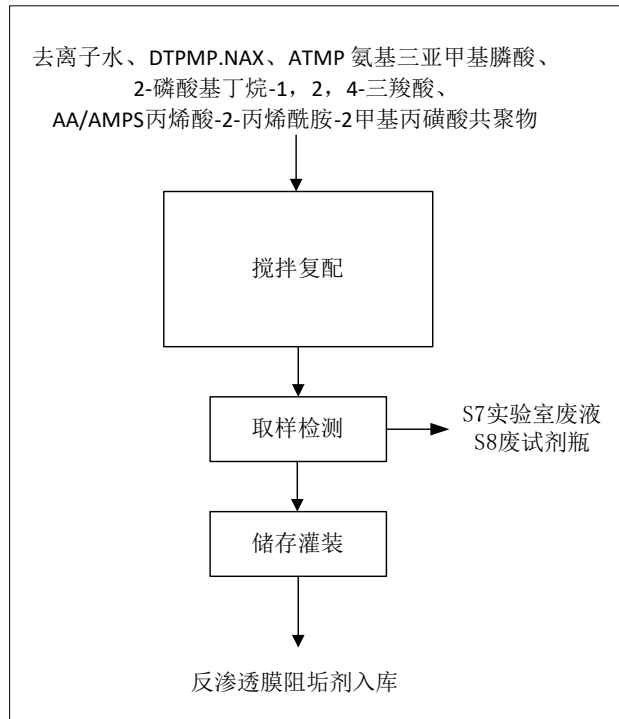 去离子水、DTPMP.NAX、ATMP 氨基三亚甲基膦酸、
2-磷酸基丁烷-1，2，4-三羧酸、
AA/AMPS丙烯酸-2-丙烯酰胺-2甲基丙磺酸共聚物
搅拌复配
取样检测
S7实验室废液
S8废试剂瓶
储存灌装
反渗透膜阻垢剂入库